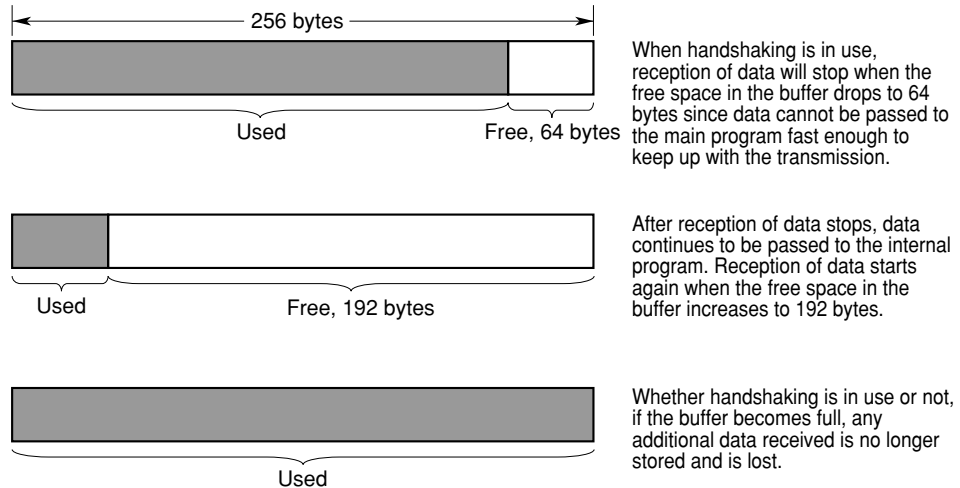 256 bytes
When handshaking is in use,
reception of data will stop when the
free space in the buffer drops to 64
bytes since data cannot be passed to
the main program fast enough to
keep up with the transmission.
Used
Free, 64 bytes
After reception of data stops, data
continues to be passed to the internal
program. Reception of data starts
again when the free space in the
buffer increases to 192 bytes.
Used
Free, 192 bytes
Whether handshaking is in use or not,
if the buffer becomes full, any
additional data received is no longer
stored and is lost.
Used